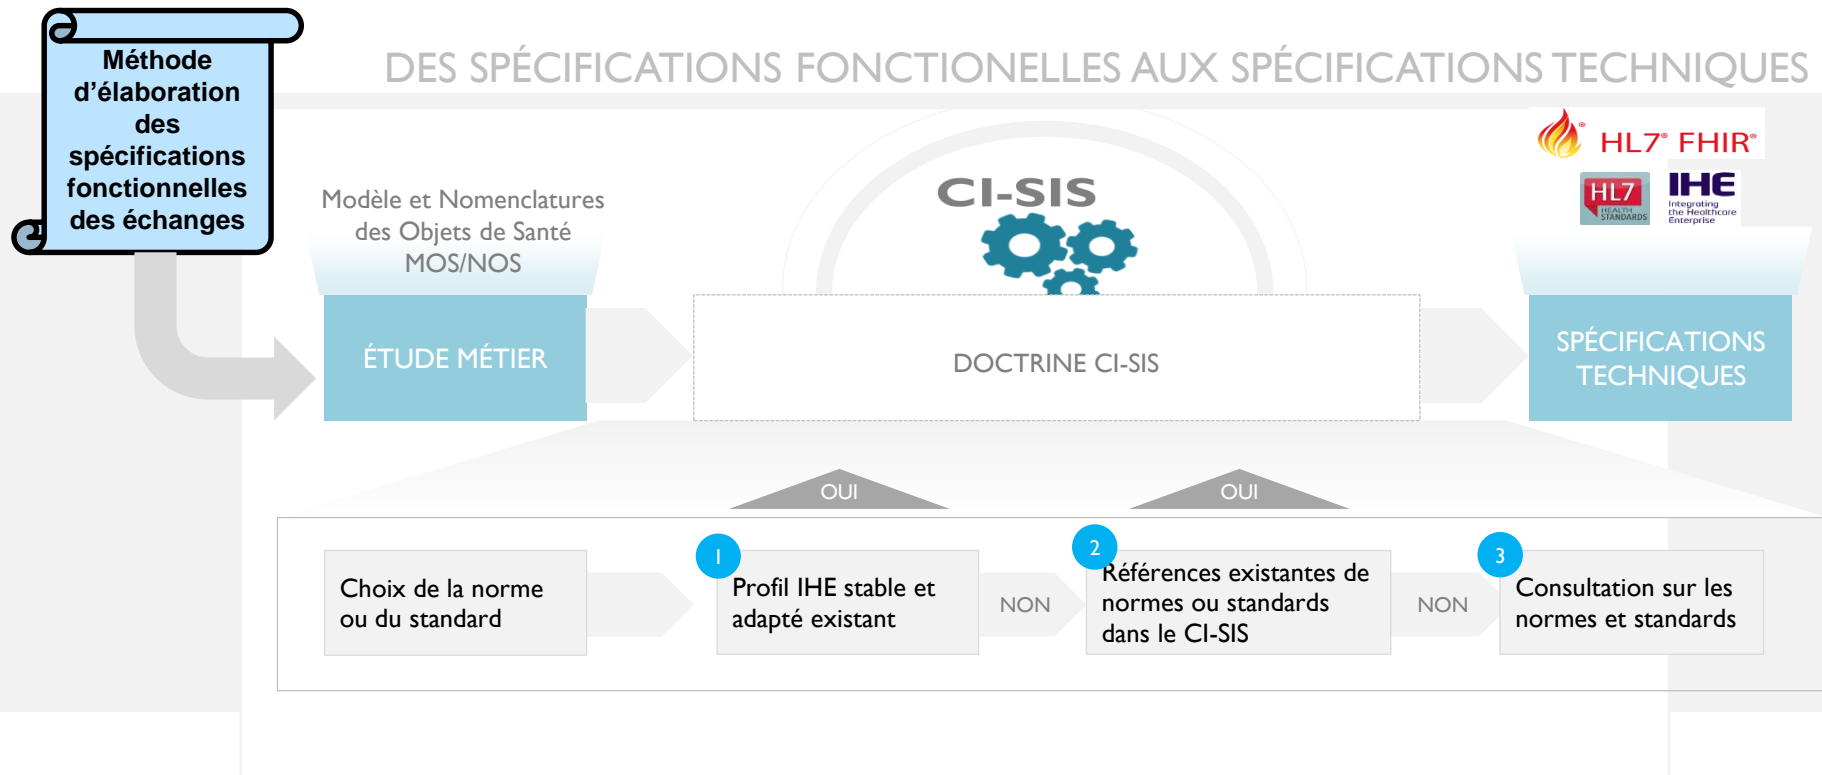 Méthode
d'élaboration
des
spécifications
fonctionnelles
des échanges
DES SPÉCIFICATIONS FONCTIONELLES AUX SPÉCIFICATIONS TECHNIQUES
Modèle et Nomenclatures
des Objets de Santé
MOS/NOS
CI-SIS
HL7® FHIR®
HL7
HEALTH
STANDARDS
IHE
Integrating
the Healthcare
Enterprise
ÉTUDE MÉTIER
DOCTRINE CI-SIS
SPÉCIFICATIONS
TECHNIQUES
OUI
OUI
Choix de la norme
ou du standard
1
Profil IHE stable et
adapté existant
NON
2
Références existantes de
normes ou standards
dans le CI-SIS
NON
3
Consultation sur les
normes et standards